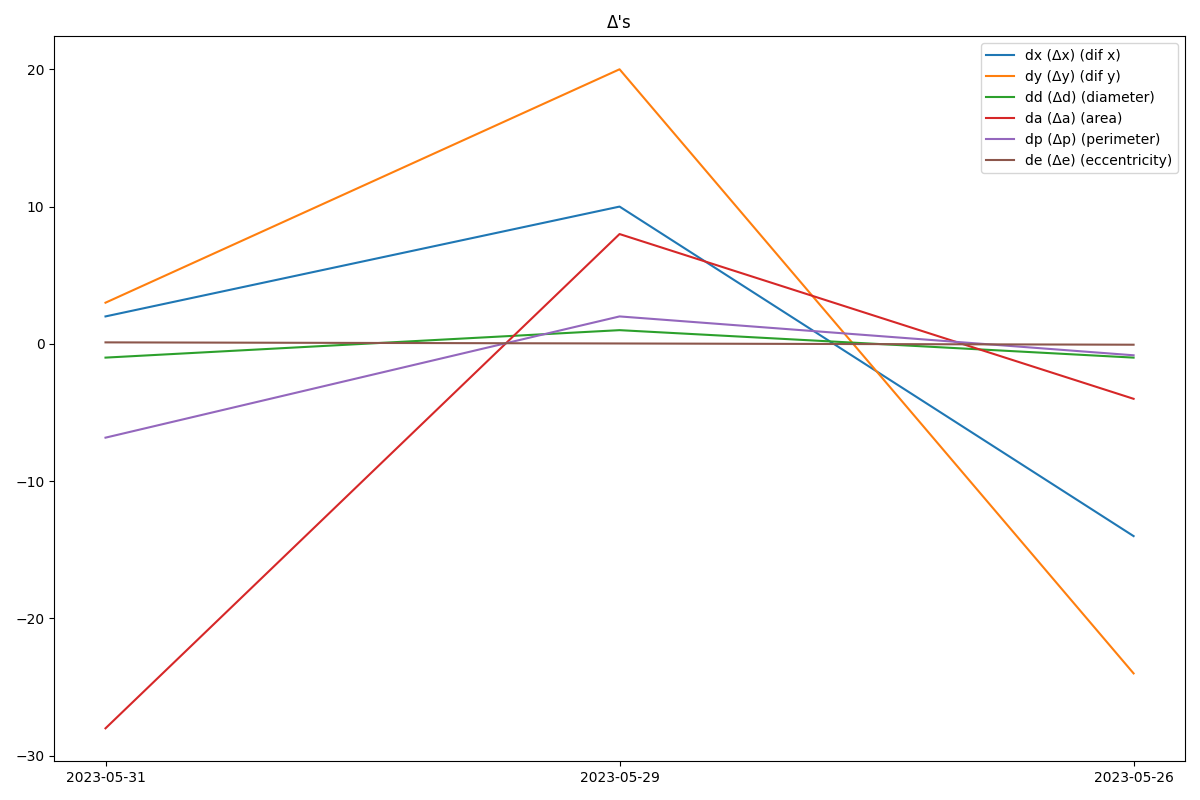 Δ's
dx (Δx) (dif x)
dy (Δy) (dif y)
dd (Δd) (diameter)
da (Δa) (area)
dp (Δp) (perimeter)
de (Δe) (eccentricity)
20
10
0
−10
−20
−30
2023-05-31 2023-05-29 2023-05-26